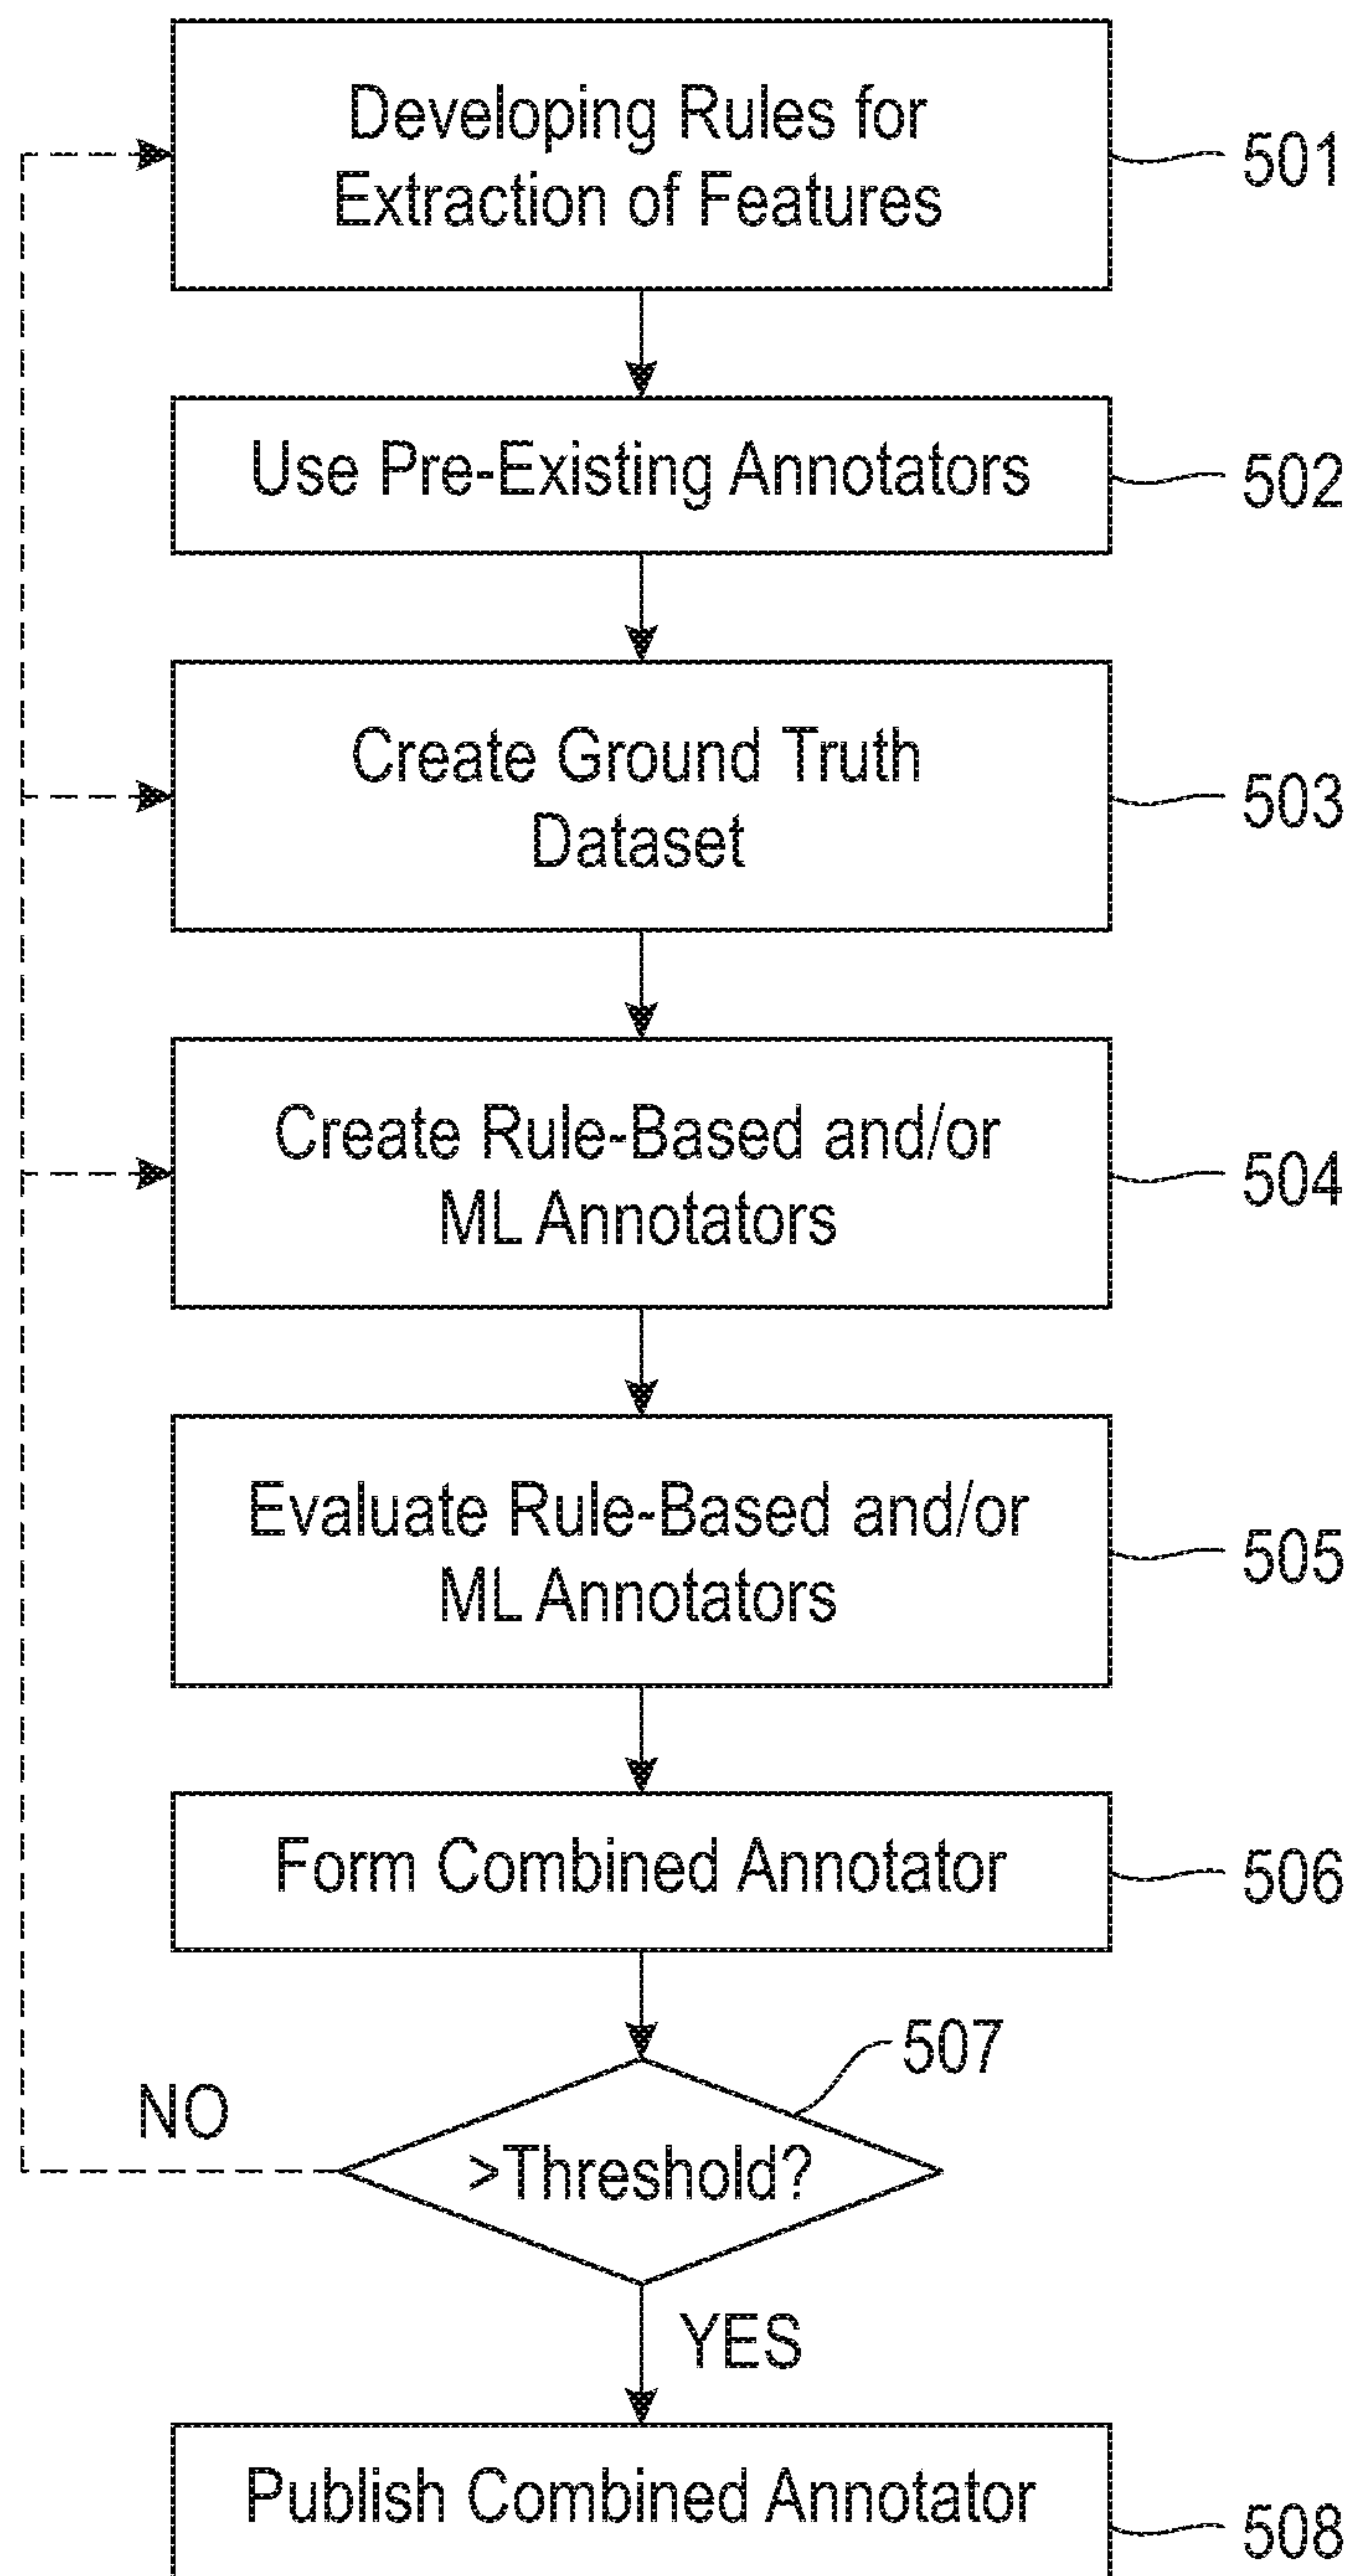 Developing Rules for
Extraction of Features
501
Use Pre-Existing Annotators
502
Create Ground Truth
Dataset
503
Create Rule-Based and/or
ML Annotators
504
Evaluate Rule-Based and/or
ML Annotators
505
Form Combined Annotator
506
507
NO
>Threshold?
YES
Publish Combined Annotator
508